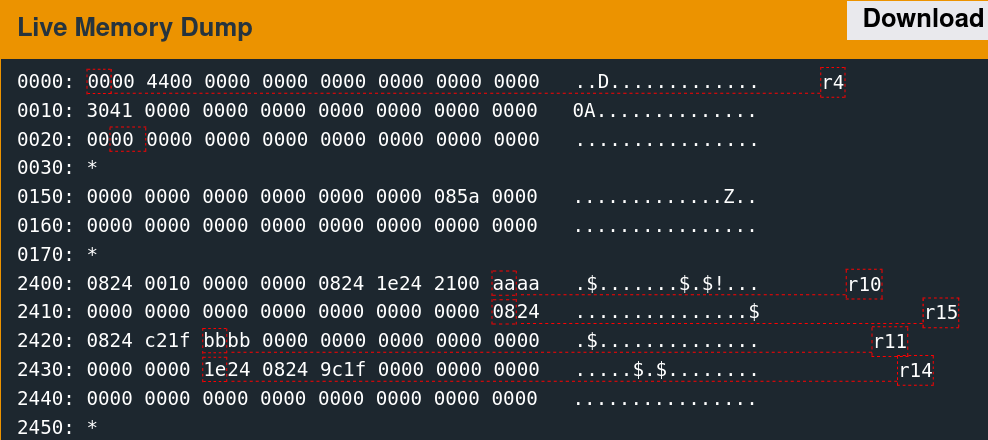 Live Memory Dump
Download
0000: 0000 4400 0000 0000 0000 0000 0000 0000 ..D............. r4
0010: 3041 0000 0000 0000 0000 0000 0000 0000 0A..............
0020: 0000 0000 0000 0000 0000 0000 0000 0000 ................
0030: *
0150: 0000 0000 0000 0000 0000 0000 085a 0000 .............Z..
0160: 0000 0000 0000 0000 0000 0000 0000 0000 ................
0170: *
2400: 0824 0010 0000 0000 0824 1e24 2100 aaaa .$.......$.$!... r10
2410: 0000 0000 0000 0000 0000 0000 0000 0824 ...............$ r15
2420: 0824 c21f bbbb 0000 0000 0000 0000 0000 .$.............. r11
2430: 0000 0000 1e24 0824 9c1f 0000 0000 0000 .....$.$........ r14
2440: 0000 0000 0000 0000 0000 0000 0000 0000 ................
2450: *